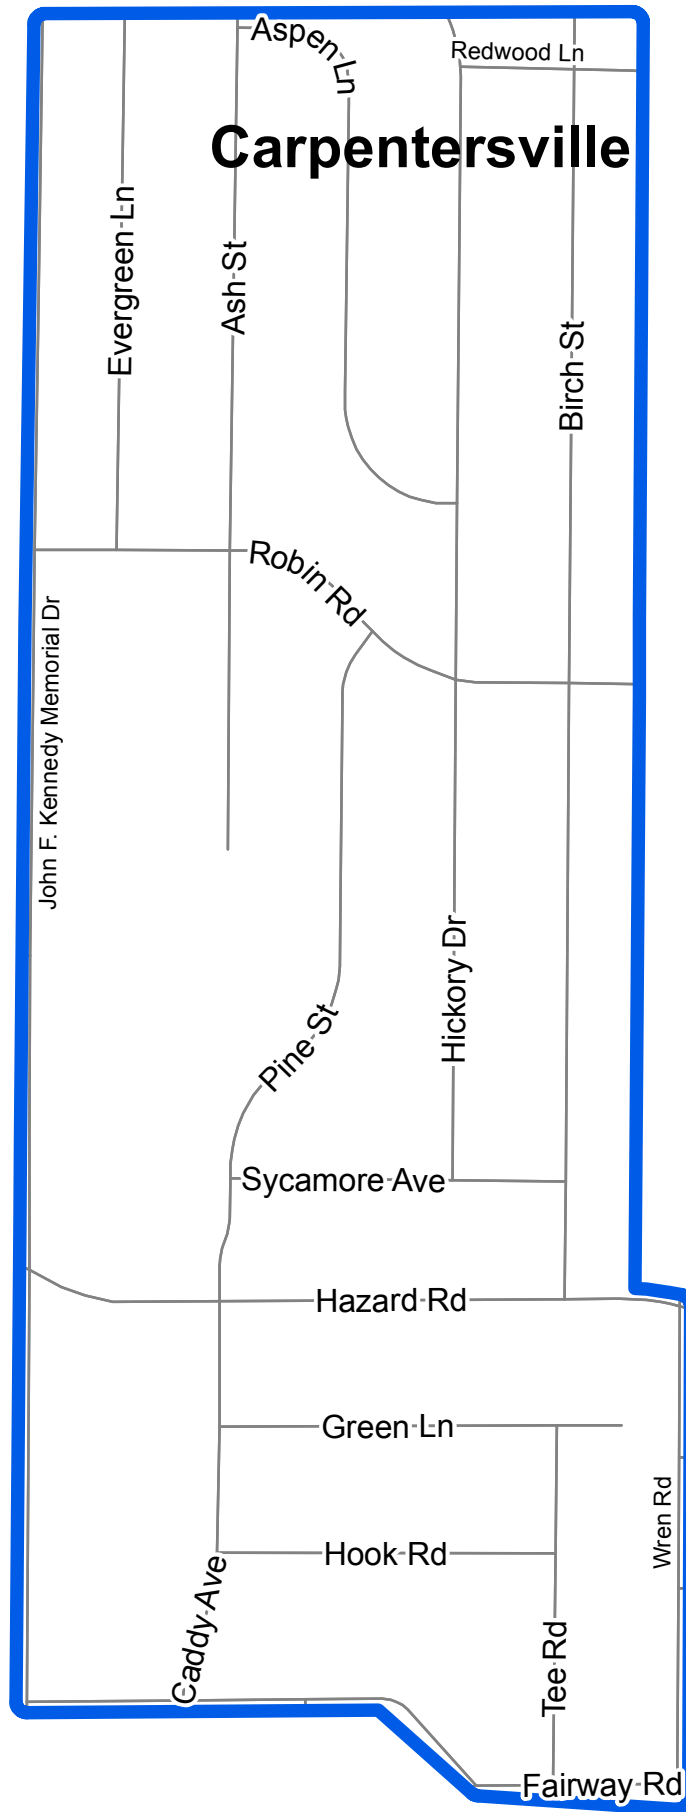 Aspen Ln
Redwood Ln
Carpentersville
Evergreen Ln
Ash St
Birch St
Robin Rd
John F. Kennedy Memorial Dr
Hickory Dr
Pine St
Sycamore Ave
Hazard Rd
Green Ln
Wren Rd
Hook Rd
Caddy Ave
Tee Rd
Fairway Rd